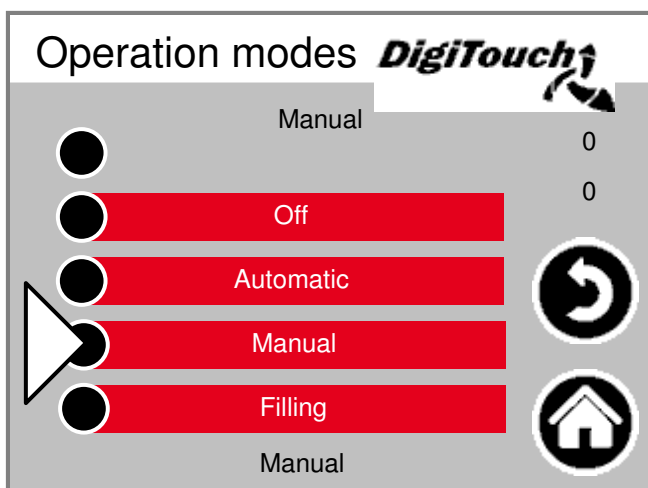 Operation modes DigiTouch
Manual
0
0
Off
Automatic
Manual
Filling
Manual